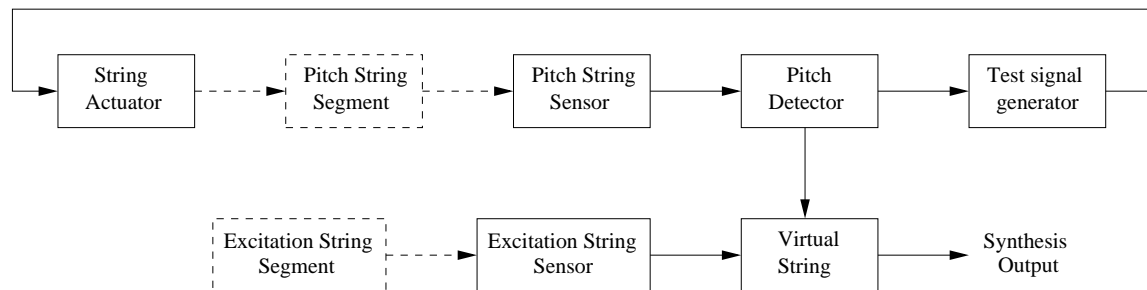 String
Actuator
Pitch String
Segment
Pitch String
Sensor
Pitch
Detector
Test signal
generator
Excitation String
Segment
Excitation String
Sensor
Virtual
String
Synthesis
Output